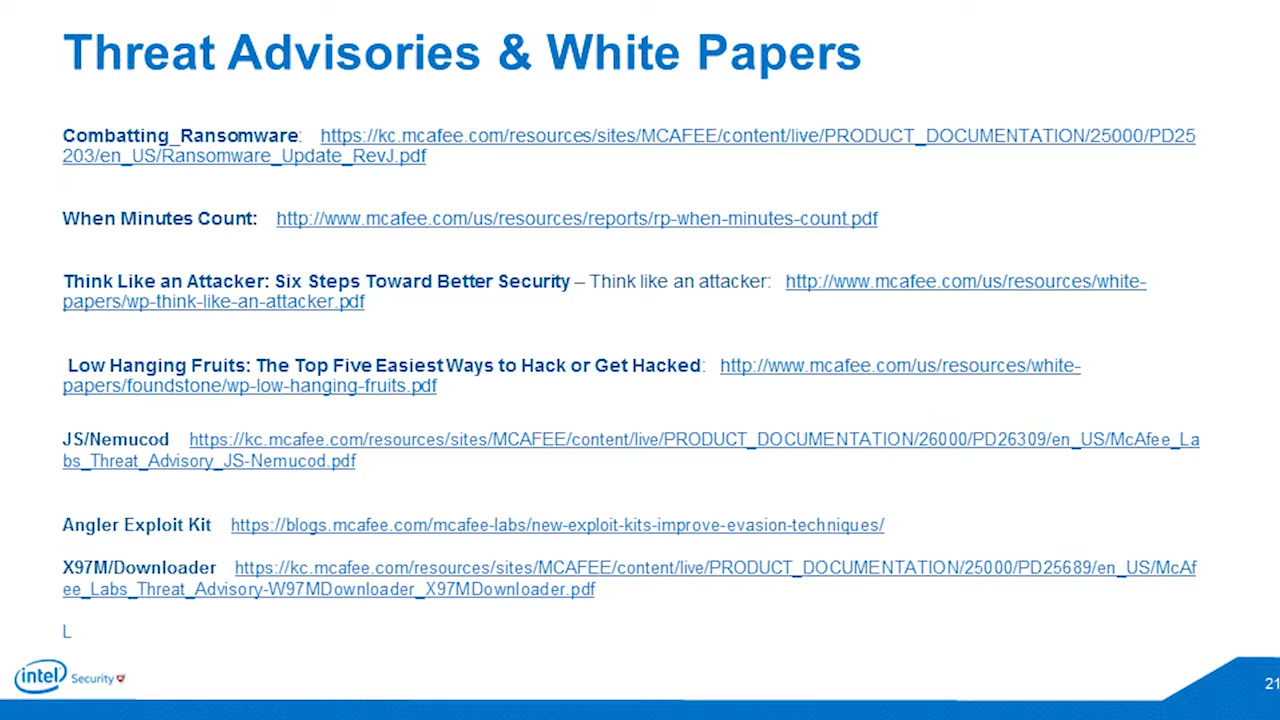 Threat Advisories & White Papers
Combatting_Ransomware: https://kc.mcafee.com/resources/sites/MCAFEE/content/live/PRODUCT_DOCUMENTATION/25000/PD25
203/en_US/Ransomware_Update_RevJ.pdf
When Minutes Count: http://www.mcafee.com/us/resources/reports/rp-when-minutes-count.pdf
Think Like an Attacker: Six Steps Toward Better Security – Think like an attacker: http://www.mcafee.com/us/resources/white-
papers/wp-think-like-an-attacker.pdf
Low Hanging Fruits: The Top Five Easiest Ways to Hack or Get Hacked: http://www.mcafee.com/us/resources/white-
papers/foundstone/wp-low-hanging-fruits.pdf
JS/Nemucod https://kc.mcafee.com/resources/sites/MCAFEE/content/live/PRODUCT_DOCUMENTATION/26000/PD26309/en_US/McAfee_La
bs_Threat_Advisory_JS-Nemucod.pdf
Angler Exploit Kit https://blogs.mcafee.com/mcafee-labs/new-exploit-kits-improve-evasion-techniques/
X97M/Downloader https://kc.mcafee.com/resources/sites/MCAFEE/content/live/PRODUCT_DOCUMENTATION/25000/PD25689/en_US/McAf
ee_Labs_Threat_Advisory-W97MDownloader_X97MDownloader.pdf
L
intel Security
21